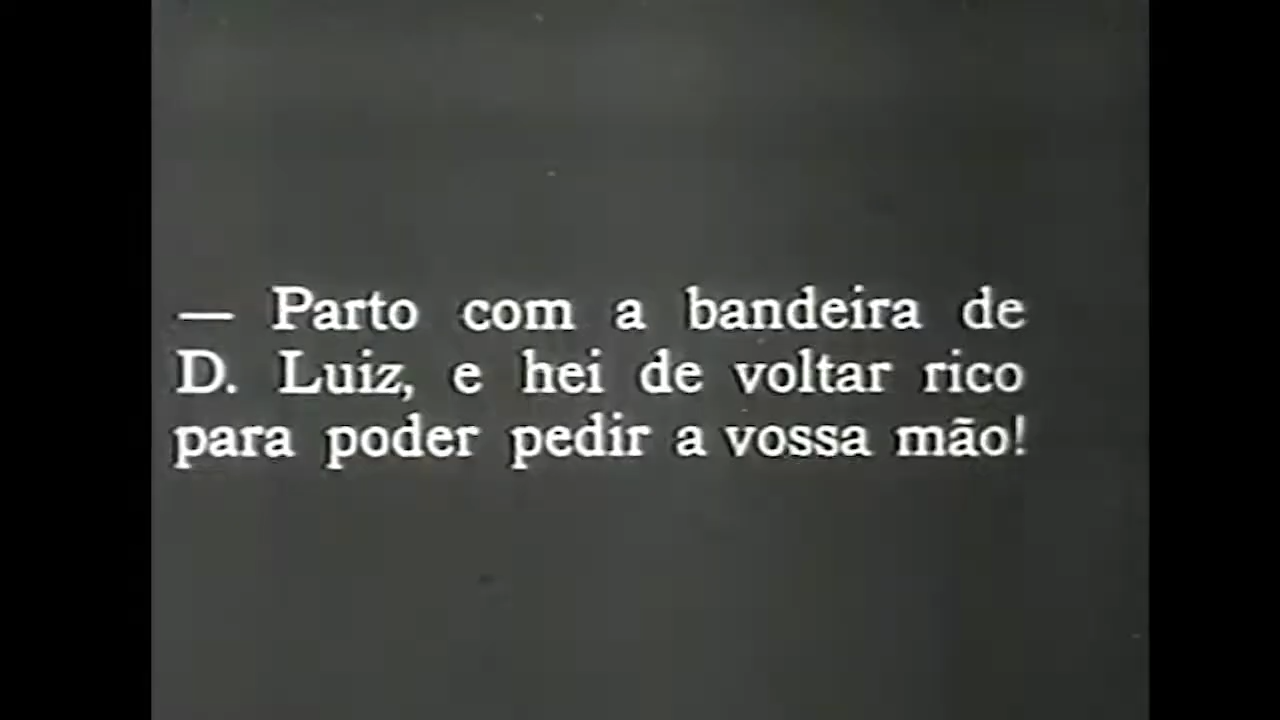 — Parto com a bandeira de
D. Luiz, e hei de voltar rico
para poder pedir a vossa mão!